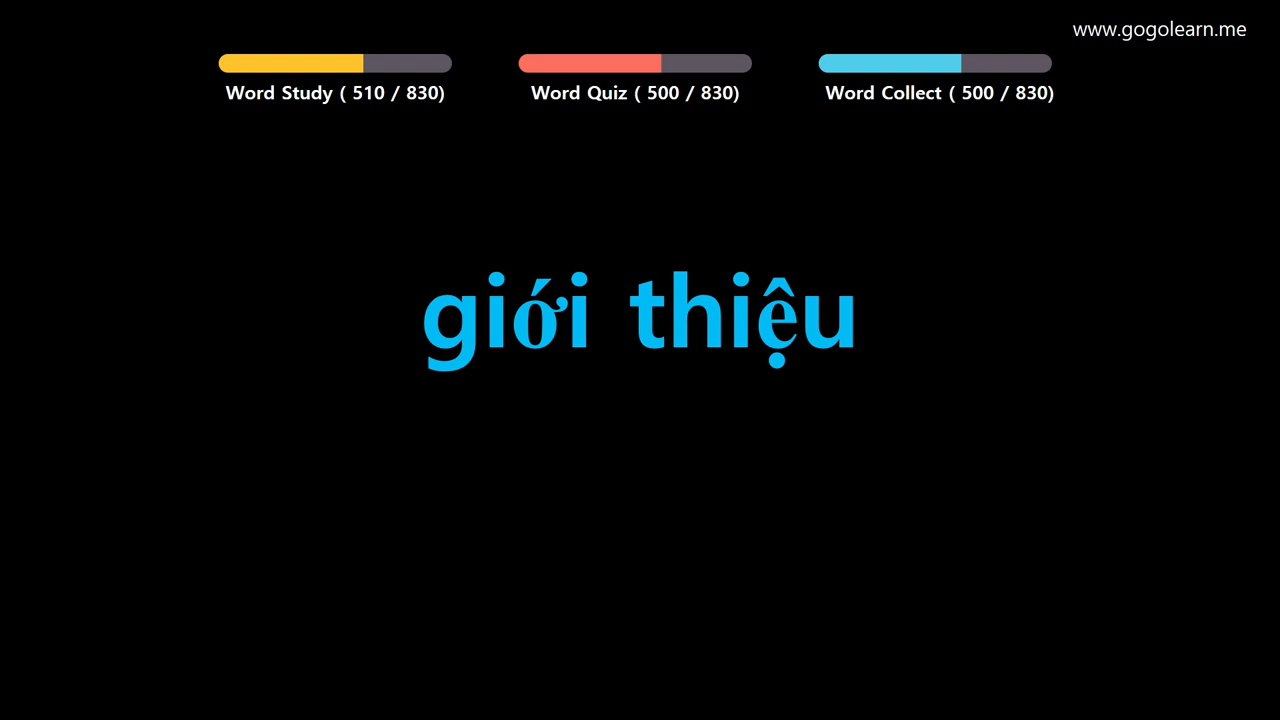 www.gogolearn.me
Word Study ( 510 / 830)
Word Quiz ( 500 / 830)
Word Collect ( 500 / 830)
giới thiệu